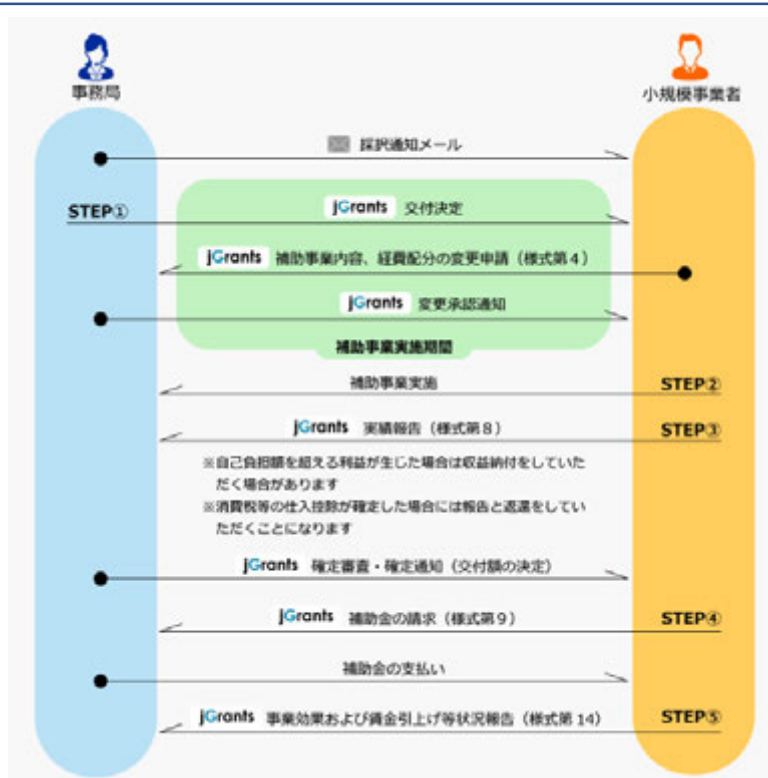 事務局
小規模事業者
採択通知メール
STEP①
jGrants 交付決定
jGrants 補助事業内容、経費配分の変更申請（様式第４）
jGrants 変更承認通知
補助事業実施期間
補助事業実施
STEP②
jGrants 実績報告（様式第８）
STEP③
※自己負担額を超える利益が生じた場合は収益納付をしていた
だく場合があります
※消費税等の仕入控除が確定した場合には報告と返還をしてい
ただくことになります
jGrants 確定審査・確定通知（交付額の決定）
jGrants 補助金の請求（様式第９）
STEP④
補助金の支払い
jGrants 事業効果および賃金引上げ等状況報告（様式第 14）
STEP⑤